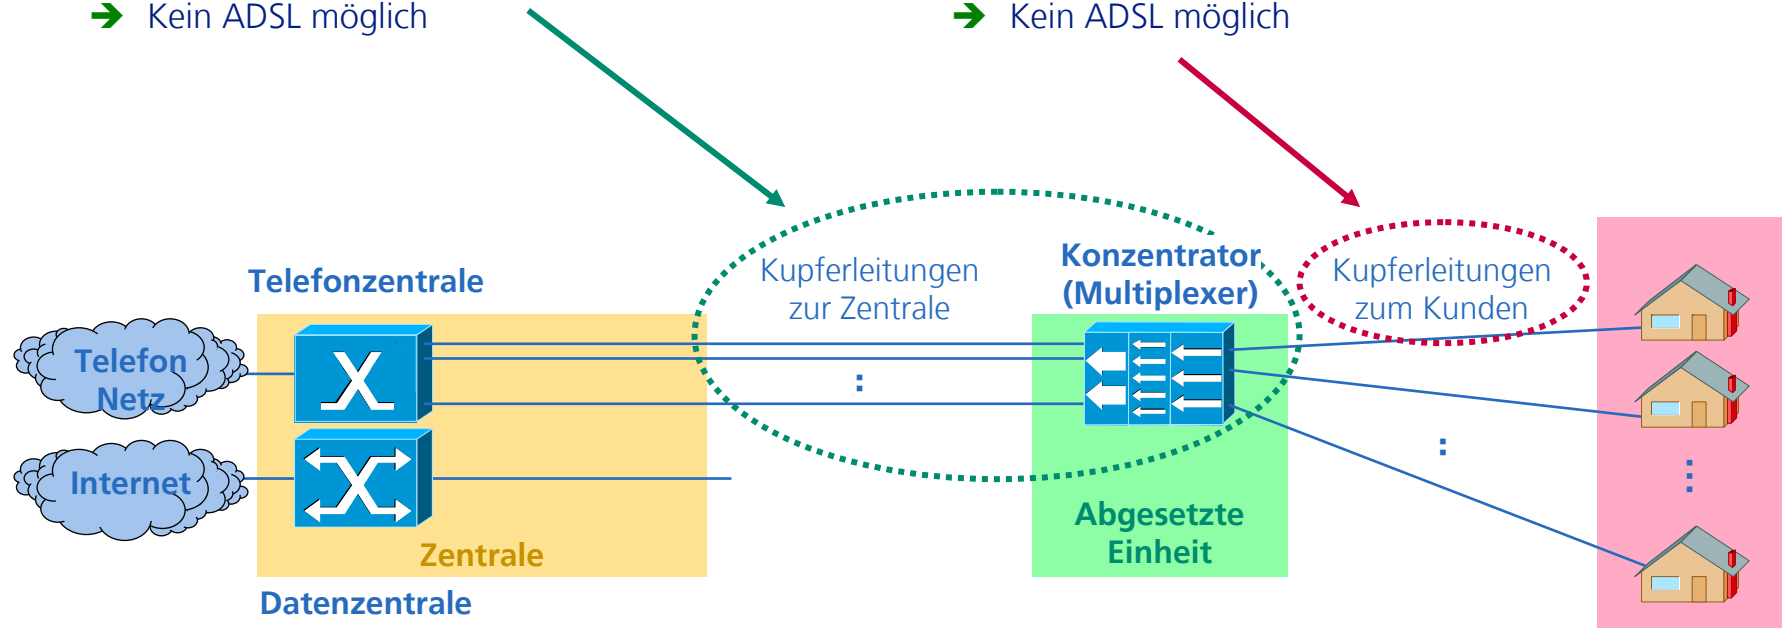 ➔ Kein ADSL möglich
➔ Kein ADSL möglich
Konzentrator
(Multiplexer)
Kupferleitungen
zur Zentrale
Kupferleitungen
zum Kunden
Telefonzentrale
Telefon
Netz
:
:
Internet
⋮
Abgesetzte
Einheit
Zentrale
Datenzentrale